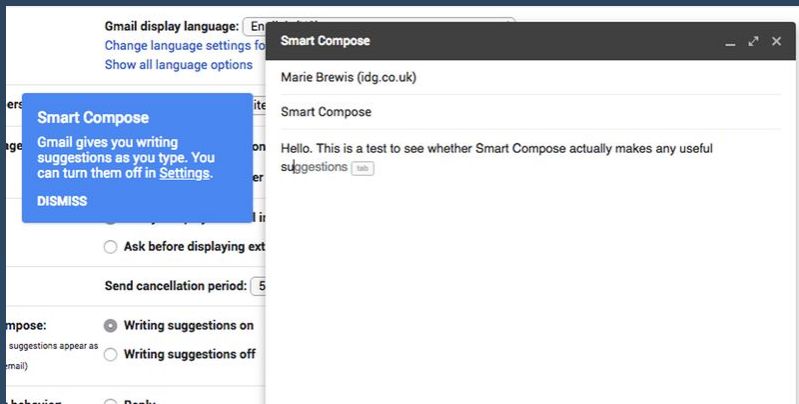 Gmail display language:
Change language settings fo
Show all language options
Smart Compose
Marie Brewis (idg.co.uk)
Smart Compose
Hello. This is a test to see whether Smart Compose actually makes any useful
suggestions tab
Smart Compose
Gmail gives you writing
suggestions as you type. You
can turn them off in Settings.
DISMISS
Ask before displaying ext
Send cancellation period: 5
mpose:
suggestions appear as
email)
Writing suggestions on
Writing suggestions off
Reply